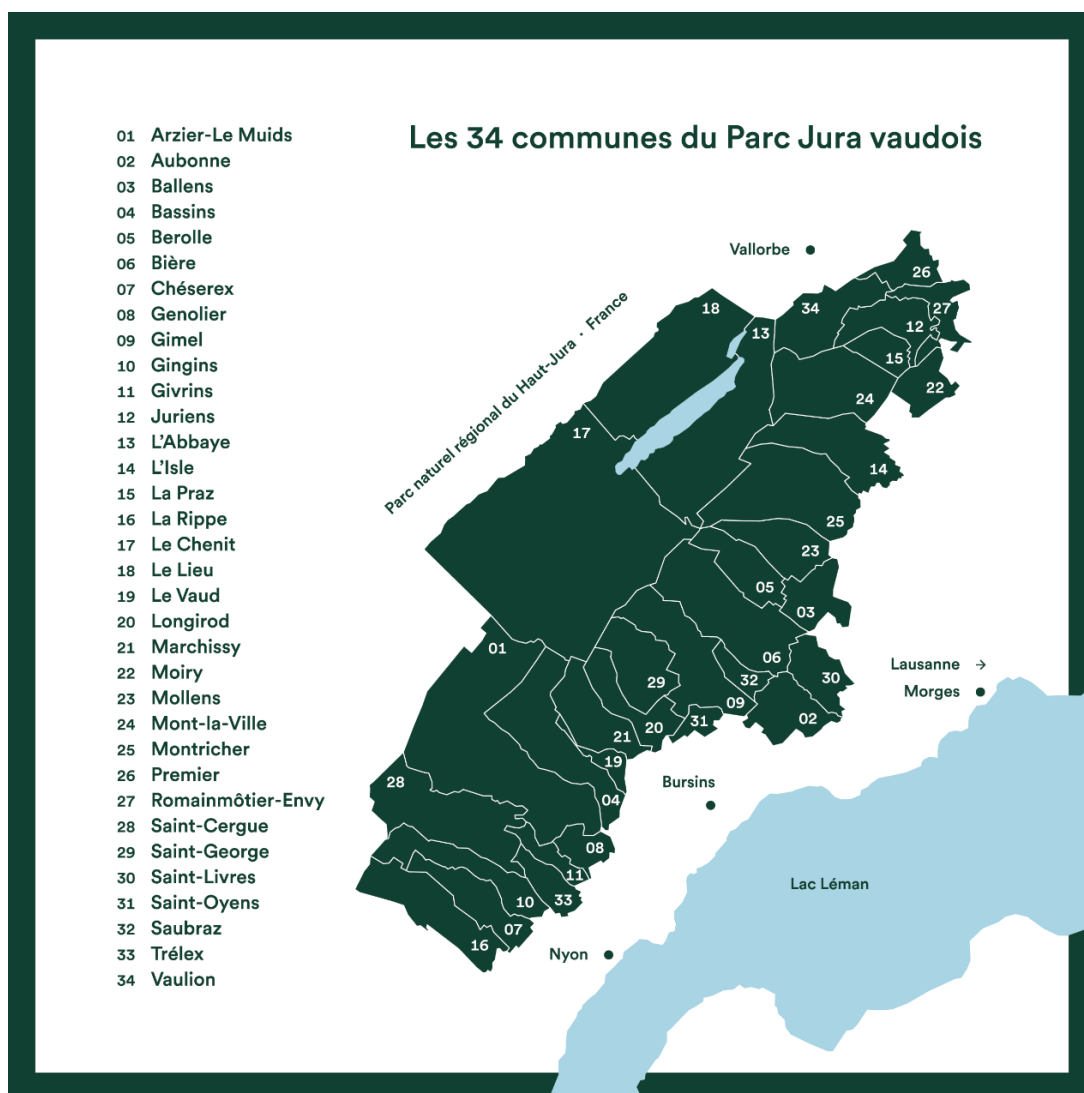 Les 34 communes du Parc Jura vaudois
01 Arzier-Le Muids
02 Aubonne
03 Ballens
04 Bassins
05 Berolle
06 Bière
07 Chéserex
08 Genolier
09 Gimel
10 Gingins
11 Givrins
12 Juriens
13 L’Abbaye
14 L’Isle
15 La Praz
16 La Rippe
17 Le Chenit
18 Le Lieu
19 Le Vaud
20 Longirod
21 Marchissy
22 Moiry
23 Mollens
24 Mont-la-Ville
25 Montricher
26 Premier
27 Romainmôtier-Envy
28 Saint-Cergue
29 Saint-George
30 Saint-Livres
31 Saint-Oyens
32 Saubraz
33 Trélex
34 Vaulion
Vallorbe
Parc naturel régional du Haut-Jura · France
26
18
34
27
13
12
15
22
24
17
14
25
23
05
03
01
06
30
32
29
09
02
31
20
21
19
28
04
08
11
33
10
07
16
Lausanne →
Morges
Bursins
Lac Léman
Nyon